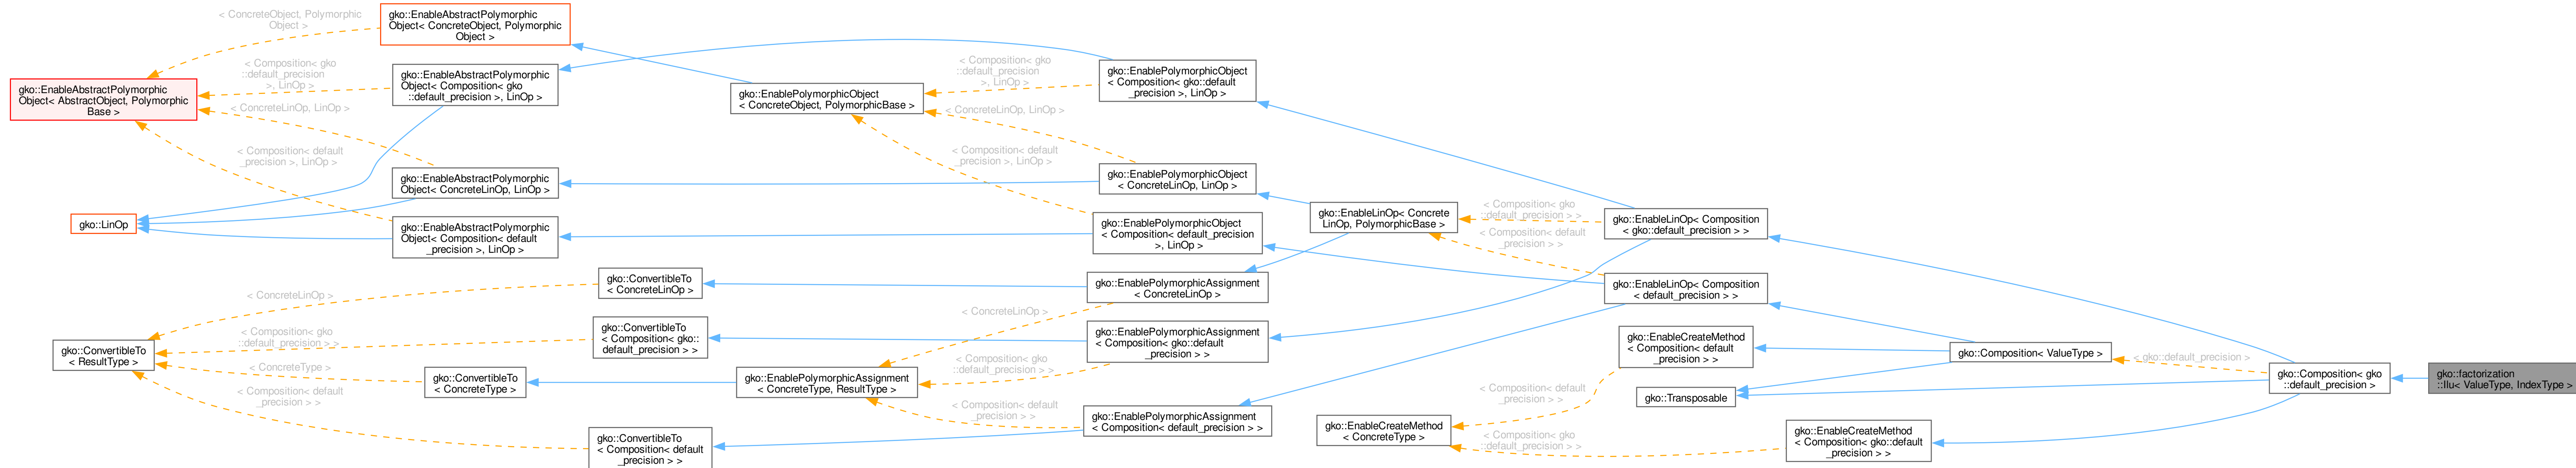 gko::EnableAbstractPolymorphic
Object< AbstractObject, Polymorphic
Base >
gko::LinOp
gko::ConvertibleTo
< ResultType >
< ConcreteObject, Polymorphic
Object >
< Composition< gko
::default_precision
>, LinOp >
< ConcreteLinOp, LinOp >
< Composition< default
_precision >, LinOp >
< ConcreteLinOp >
< Composition< gko
::default_precision > >
< ConcreteType >
< Composition< default
_precision > >
gko::EnableAbstractPolymorphic
Object< ConcreteObject, Polymorphic
Object >
gko::EnableAbstractPolymorphic
Object< Composition< gko
::default_precision >, LinOp >
gko::EnableAbstractPolymorphic
Object< ConcreteLinOp, LinOp >
gko::EnableAbstractPolymorphic
Object< Composition< default
_precision >, LinOp >
gko::ConvertibleTo
< ConcreteLinOp >
gko::ConvertibleTo
< Composition< gko::
default_precision > >
gko::ConvertibleTo
< ConcreteType >
gko::ConvertibleTo
< Composition< default
_precision > >
gko::EnablePolymorphicObject
< ConcreteObject, PolymorphicBase >
gko::EnablePolymorphicAssignment
< ConcreteType, ResultType >
< Composition< gko
::default_precision
>, LinOp >
< ConcreteLinOp, LinOp >
< Composition< default
_precision >, LinOp >
< ConcreteLinOp >
< Composition< gko
::default_precision > >
< Composition< default
_precision > >
gko::EnablePolymorphicObject
< Composition< gko::default
_precision >, LinOp >
gko::EnablePolymorphicObject
< ConcreteLinOp, LinOp >
gko::EnablePolymorphicObject
< Composition< default_precision
>, LinOp >
gko::EnablePolymorphicAssignment
< ConcreteLinOp >
gko::EnablePolymorphicAssignment
< Composition< gko::default
_precision > >
gko::EnablePolymorphicAssignment
< Composition< default_precision > >
gko::EnableLinOp< Concrete
LinOp, PolymorphicBase >
gko::EnableCreateMethod
< ConcreteType >
< Composition< gko
::default_precision > >
< Composition< default
_precision > >
< Composition< default
_precision > >
< Composition< gko
::default_precision > >
gko::EnableLinOp< Composition
< gko::default_precision > >
gko::EnableLinOp< Composition
< default_precision > >
gko::EnableCreateMethod
< Composition< default
_precision > >
gko::Transposable
gko::EnableCreateMethod
< Composition< gko::default
_precision > >
gko::Composition< ValueType >
< gko::default_precision >
gko::Composition< gko
::default_precision >
gko::factorization
::Ilu< ValueType, IndexType >